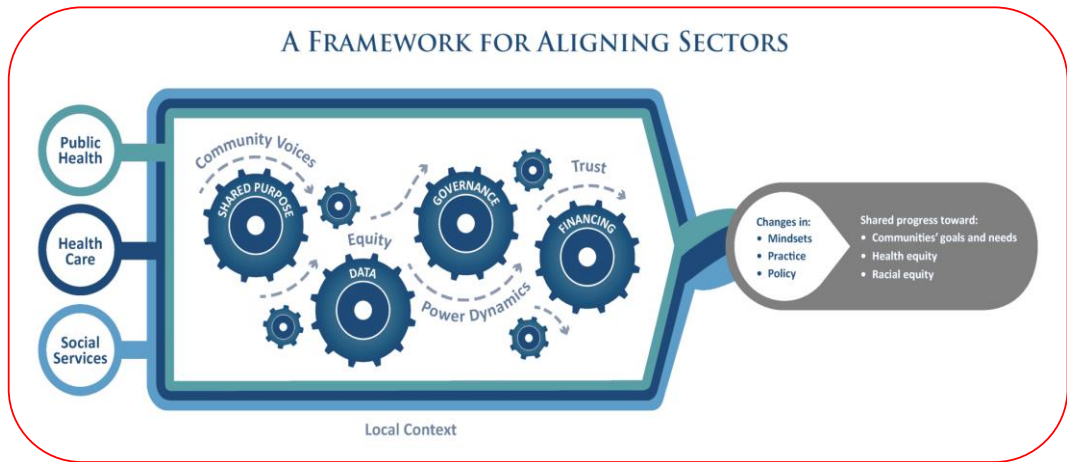 A FRAMEWORK FOR ALIGNING SECTORS
Public
Health
Health
Care
Social
Services
Community Voices
SHARED PURPOSE
Equity
DATA
GOVERNANCE
Power Dynamics
Trust
FINANCING
Local Context
Changes in:
• Mindsets
• Practice
• Policy
Shared progress toward:
• Communities' goals and needs
• Health equity
• Racial equity